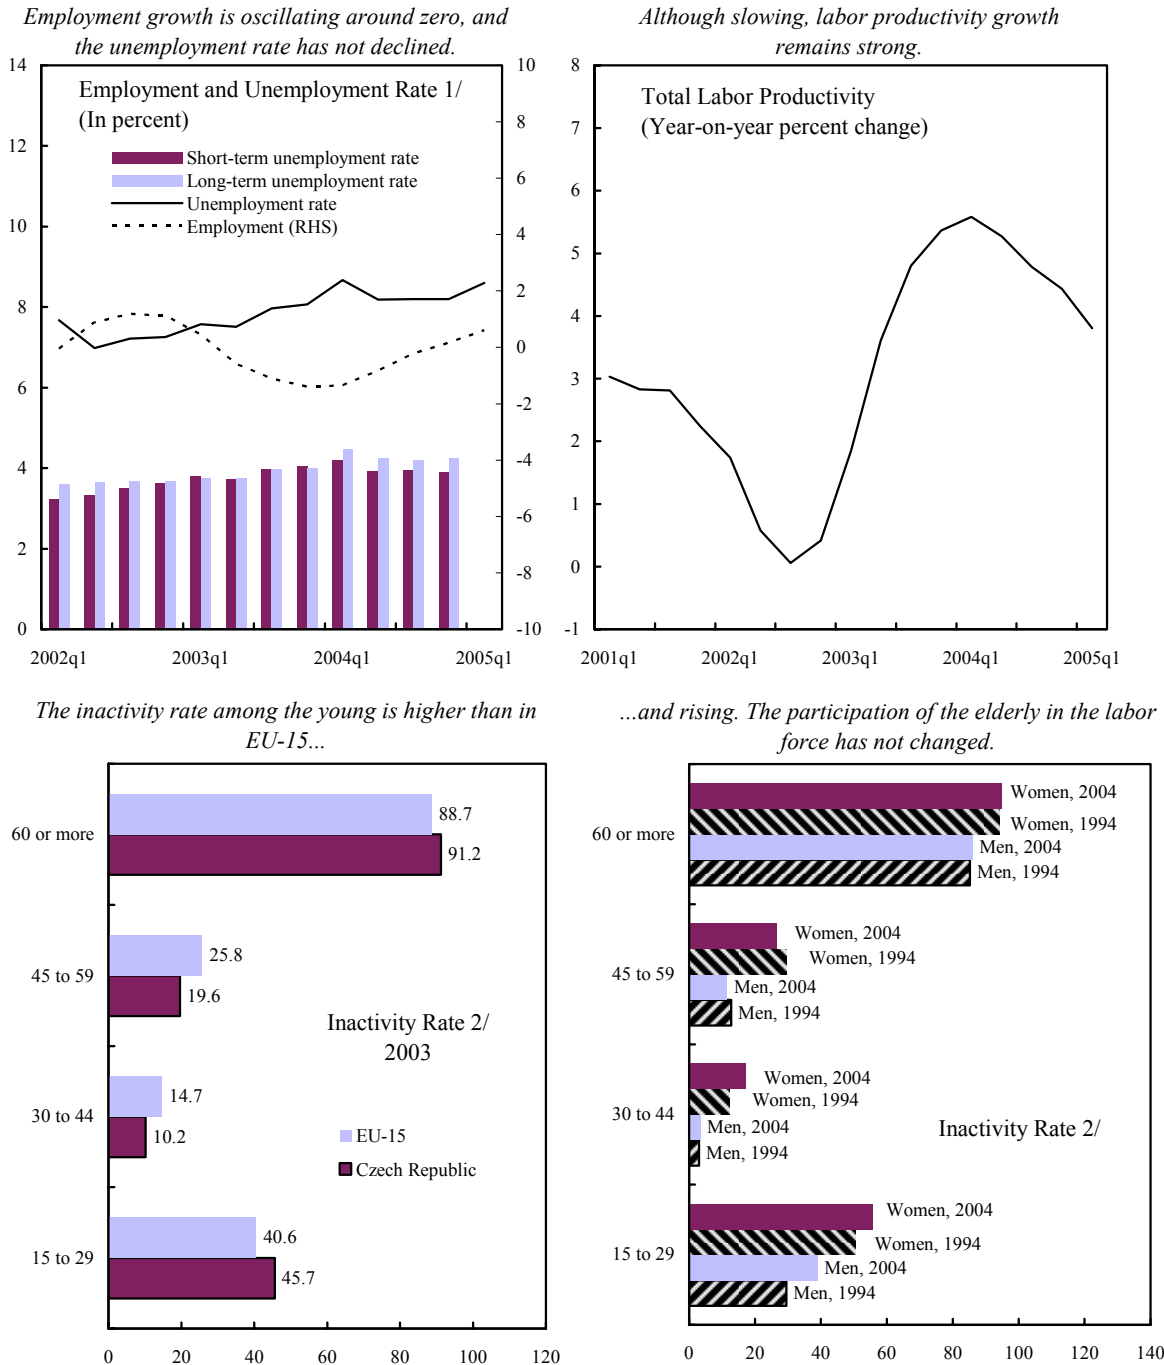 Employment growth is oscillating around zero, and
the unemployment rate has not declined.
14
12
10
8
6
4
2
0
10
8
6
4
2
0
-2
-4
-6
-8
-10
Employment and Unemployment Rate 1/
(In percent)
Short-term unemployment rate
Long-term unemployment rate
Unemployment rate
Employment (RHS)
2002q1
2003q1
2004q1
2005q1
Although slowing, labor productivity growth
remains strong.
8
7
6
5
4
3
2
1
0
-1
Total Labor Productivity
(Year-on-year percent change)
2001q1
2002q1
2003q1
2004q1
2005q1
The inactivity rate among the young is higher than in
EU-15...
60 or more
88.7
91.2
45 to 59
25.8
19.6
Inactivity Rate 2/
2003
30 to 44
14.7
10.2
EU-15
Czech Republic
15 to 29
40.6
45.7
0
20
40
60
80
100
120
...and rising. The participation of the elderly in the labor
force has not changed.
60 or more
Women, 2004
Women, 1994
Men, 2004
Men, 1994
45 to 59
Women, 2004
Women, 1994
Men, 2004
Men, 1994
30 to 44
Women, 2004
Women, 1994
Men, 2004
Men, 1994
Inactivity Rate 2/
15 to 29
Women, 2004
Women, 1994
Men, 2004
Men, 1994
0
20
40
60
80
100
120
140